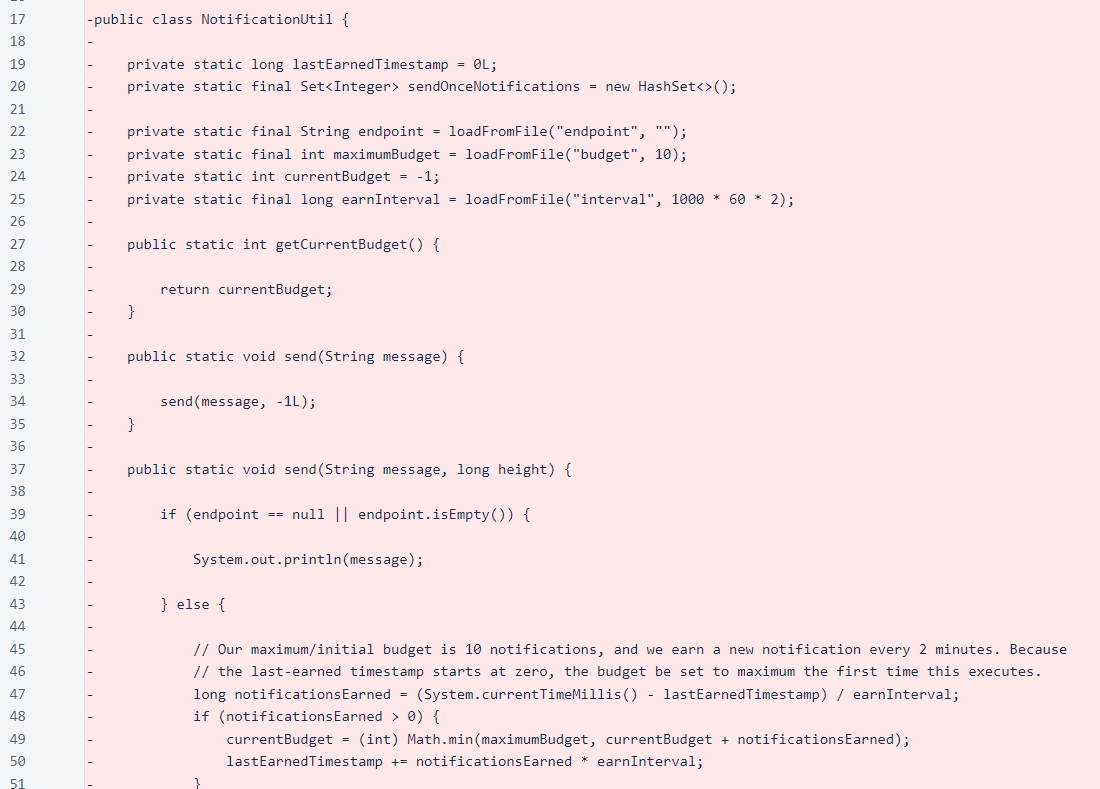 17 -public class NotificationUtil {
18 -
19 -    private static long lastEarnedTimestamp = 0L;
20 -    private static final Set<Integer> sendOnceNotifications = new HashSet<>();
21 -
22 -    private static final String endpoint = loadFromFile("endpoint", "");
23 -    private static final int maximumBudget = loadFromFile("budget", 10);
24 -    private static int currentBudget = -1;
25 -    private static final long earnInterval = loadFromFile("interval", 1000 * 60 * 2);
26 -
27 -    public static int getCurrentBudget() {
28 -
29 -        return currentBudget;
30 -    }
31 -
32 -    public static void send(String message) {
33 -
34 -        send(message, -1L);
35 -    }
36 -
37 -    public static void send(String message, long height) {
38 -
39 -        if (endpoint == null || endpoint.isEmpty()) {
40 -
41 -            System.out.println(message);
42 -
43 -        } else {
44 -
45 -            // Our maximum/initial budget is 10 notifications, and we earn a new notification every 2 minutes. Because
46 -            // the last-earned timestamp starts at zero, the budget be set to maximum the first time this executes.
47 -            long notificationsEarned = (System.currentTimeMillis() - lastEarnedTimestamp) / earnInterval;
48 -            if (notificationsEarned > 0) {
49 -                currentBudget = (int) Math.min(maximumBudget, currentBudget + notificationsEarned);
50 -                lastEarnedTimestamp += notificationsEarned * earnInterval;
51 -            }